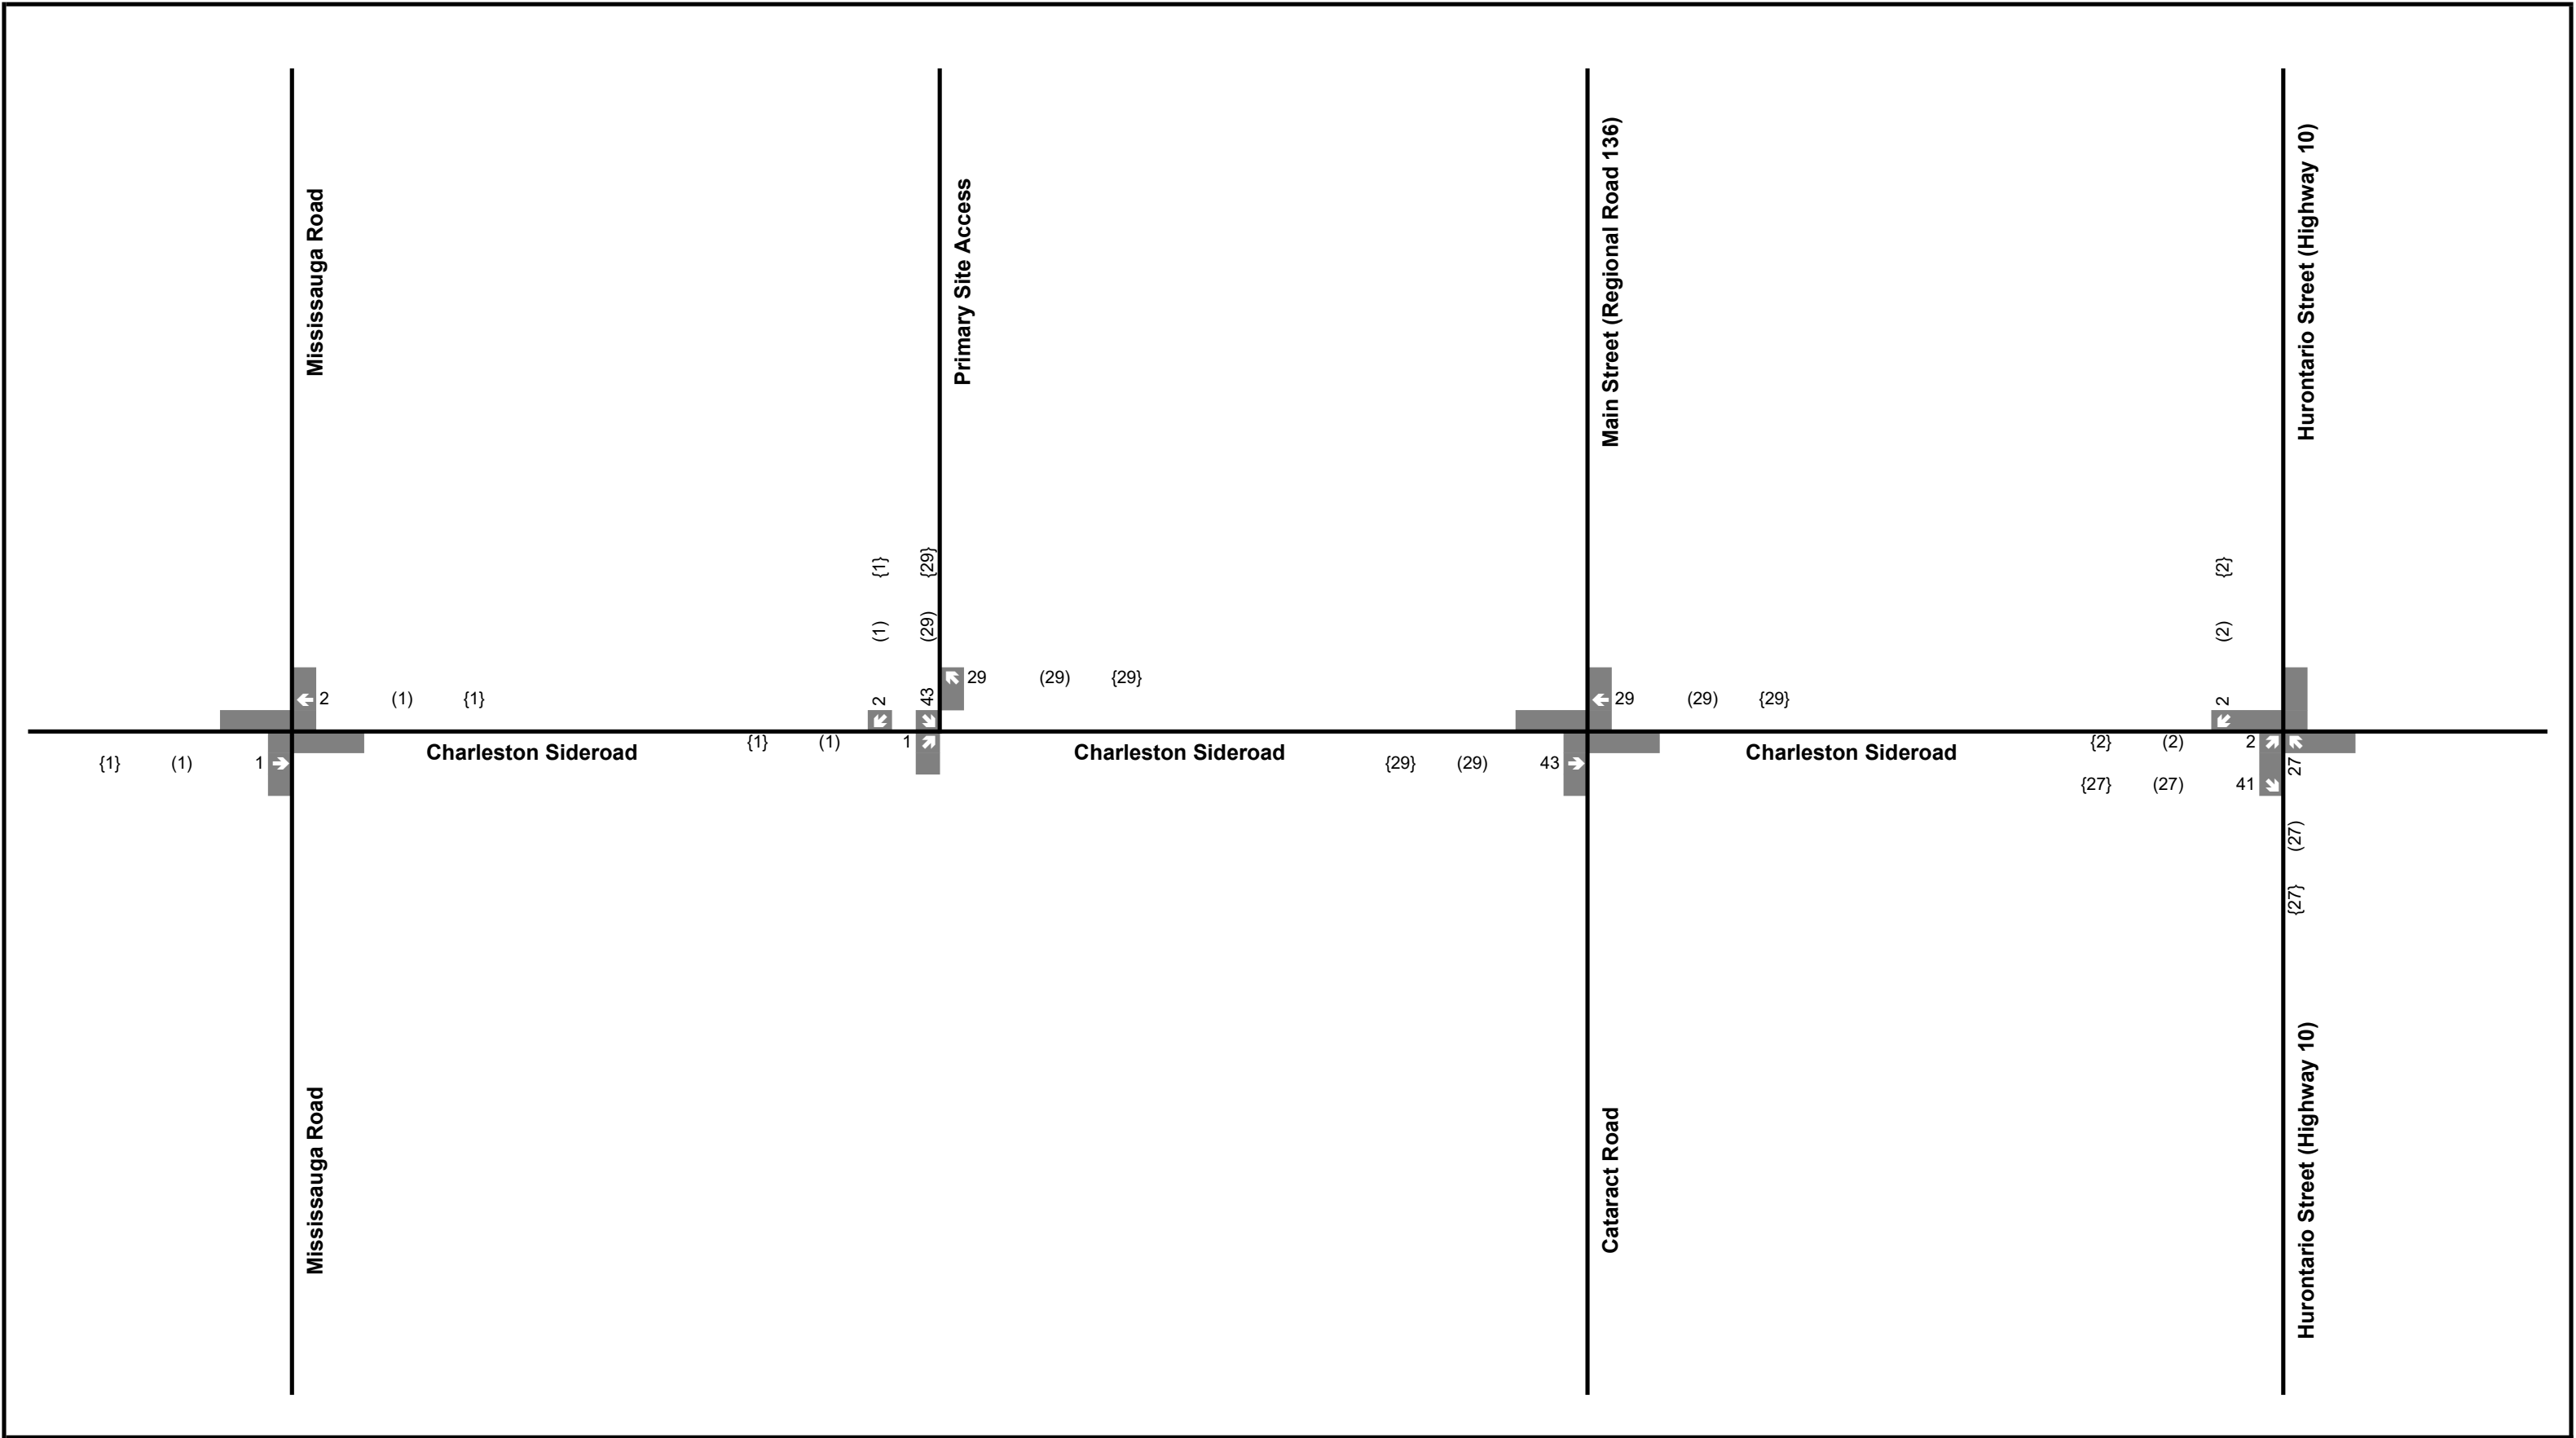 Mississauga Road
Primary Site Access
Main Street (Regional Road 136)
Hurontario Street (Highway 10)
{1} {29}
{2}
(1) (29)
(2)
29 (29) {29}
2 43
2
2 (1) {1}
29 (29) {29}
{1} (1) 1
{2} (2) 2
Charleston Sideroad
Charleston Sideroad
Charleston Sideroad
{1} (1) 1
{29} (29) 43
27
{27} (27) 41
(27)
{27}
Mississauga Road
Cataract Road
Hurontario Street (Highway 10)